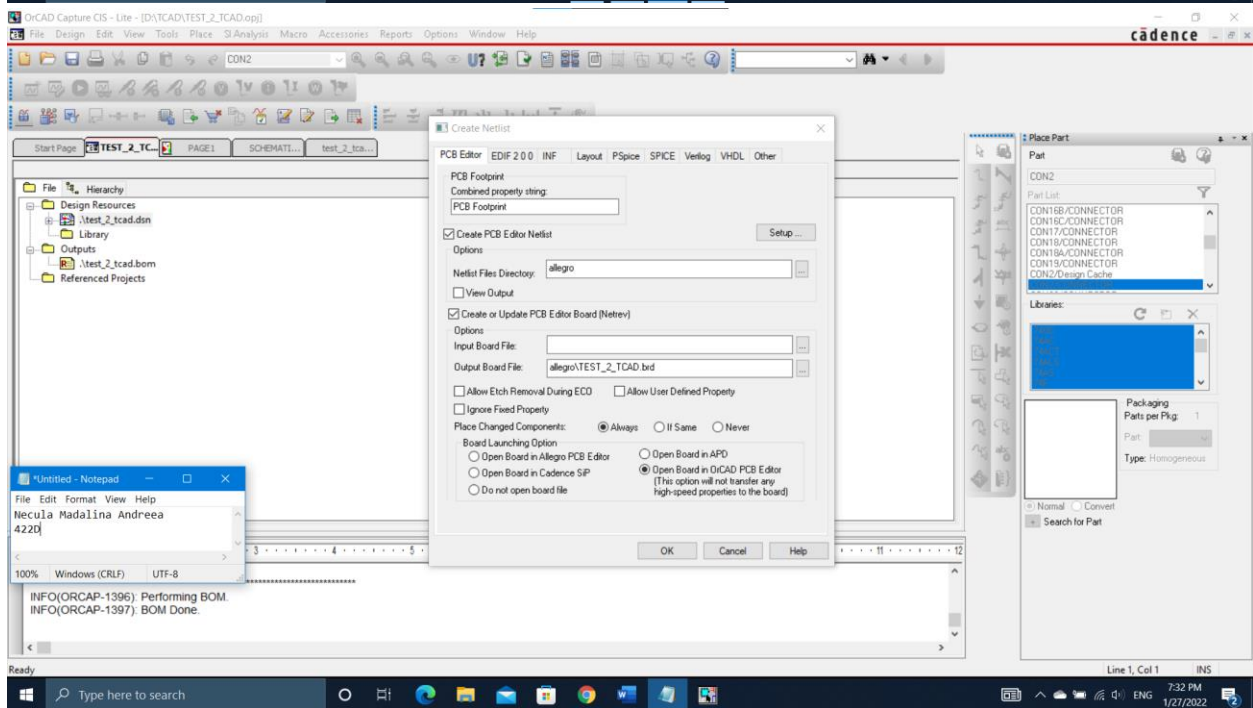 OrCAD Capture CIS - Lite - [D:\TCAD\TEST_2_TCAD.opj]
File Design Edit View Tools Place SI Analysis Macro Accessories Reports Options Window Help
cādence
CON2
U?
Start Page TEST_2_TC... PAGE1 SCHEMATI... test_2_tca...
File Hierarchy
Design Resources
.\test_2_tcad.dsn
Library
Outputs
.\test_2_tcad.bom
Referenced Projects
Create Netlist
PCB Editor EDIF 2 0 0 INF Layout PSpice SPICE Verilog VHDL Other
PCB Footprint
Combined property string:
PCB Footprint
Create PCB Editor Netlist
Setup ...
Options
Netlist Files Directory: allegro ...
View Output
Create or Update PCB Editor Board (Netrev)
Options
Input Board File: ...
Output Board File: allegro\TEST_2_TCAD.brd ...
Allow Etch Removal During ECO Allow User Defined Property
Ignore Fixed Property
Place Changed Components: Always If Same Never
Board Launching Option
Open Board in Allegro PCB Editor
Open Board in Cadence SiP
Do not open board file
Open Board in APD
Open Board in OrCAD PCB Editor
(This option will not transfer any
high-speed properties to the board)
OK Cancel Help
Place Part
Part
CON2
Part List:
CON16B/CONNECTOR
CON16C/CONNECTOR
CON17/CONNECTOR
CON18/CONNECTOR
CON18A/CONNECTOR
CON19/CONNECTOR
CON2/Design Cache
Libraries:
Packaging
Parts per Pkg: 1
Part:
Type: Homogeneous
Normal Convert
Search for Part
*Untitled - Notepad
File Edit Format View Help
Necula Madalina Andreea
422D
100% Windows (CRLF) UTF-8
3 4 5 11 12
INFO(ORCAP-1396): Performing BOM.
INFO(ORCAP-1397): BOM Done.
Ready
Line 1, Col 1 INS
Type here to search
ENG
7:32 PM
1/27/2022
2